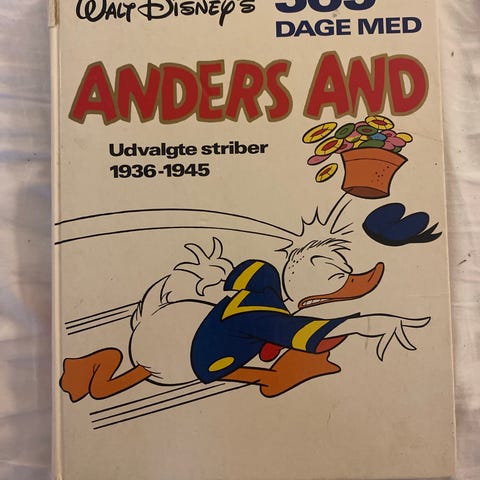 Walt Disney's
365
DAGE MED
ANDERS AND
Udvalgte striber
1936-1945